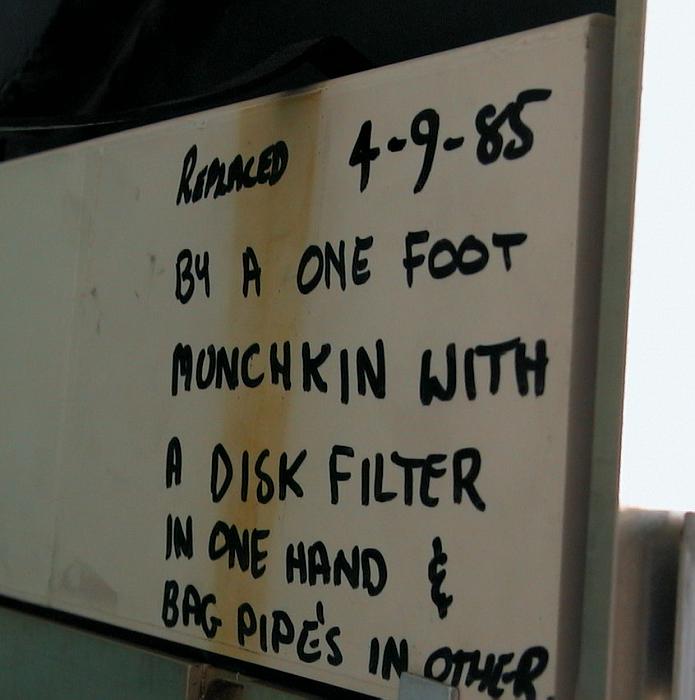 REPLACED 4-9-85
BY A ONE FOOT
MUNCHKIN WITH
A DISK FILTER
IN ONE HAND &
BAG PIPE'S IN OTHER.